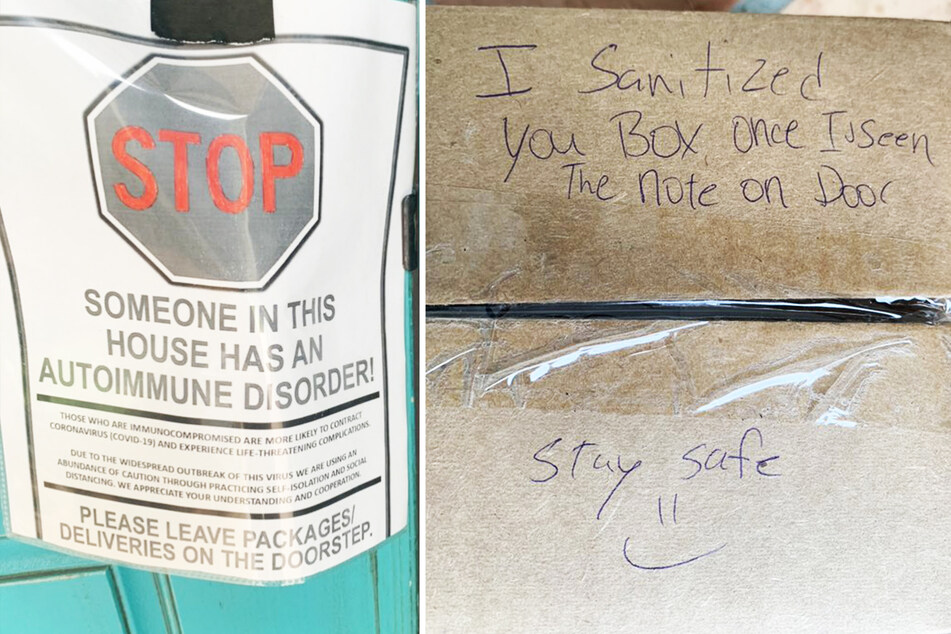 STOP
SOMEONE IN THIS
HOUSE HAS AN
AUTOIMMUNE DISORDER!
THOSE WHO ARE IMMUNOCOMPROMISED ARE MORE LIKELY TO CONTRACT
CORONAVIRUS (COVID-19) AND EXPERIENCE LIFE-THREATENING COMPLICATIONS.
DUE TO THE WIDESPREAD OUTBREAK OF THIS VIRUS WE ARE USING AN
ABUNDANCE OF CAUTION THROUGH PRACTICING SELF-ISOLATION AND SOCIAL
DISTANCING. WE APPRECIATE YOUR UNDERSTANDING AND COOPERATION.
PLEASE LEAVE PACKAGES/
DELIVERIES ON THE DOORSTEP.
I Sanitized
you Box, once I seen
The note on Door
Stay safe